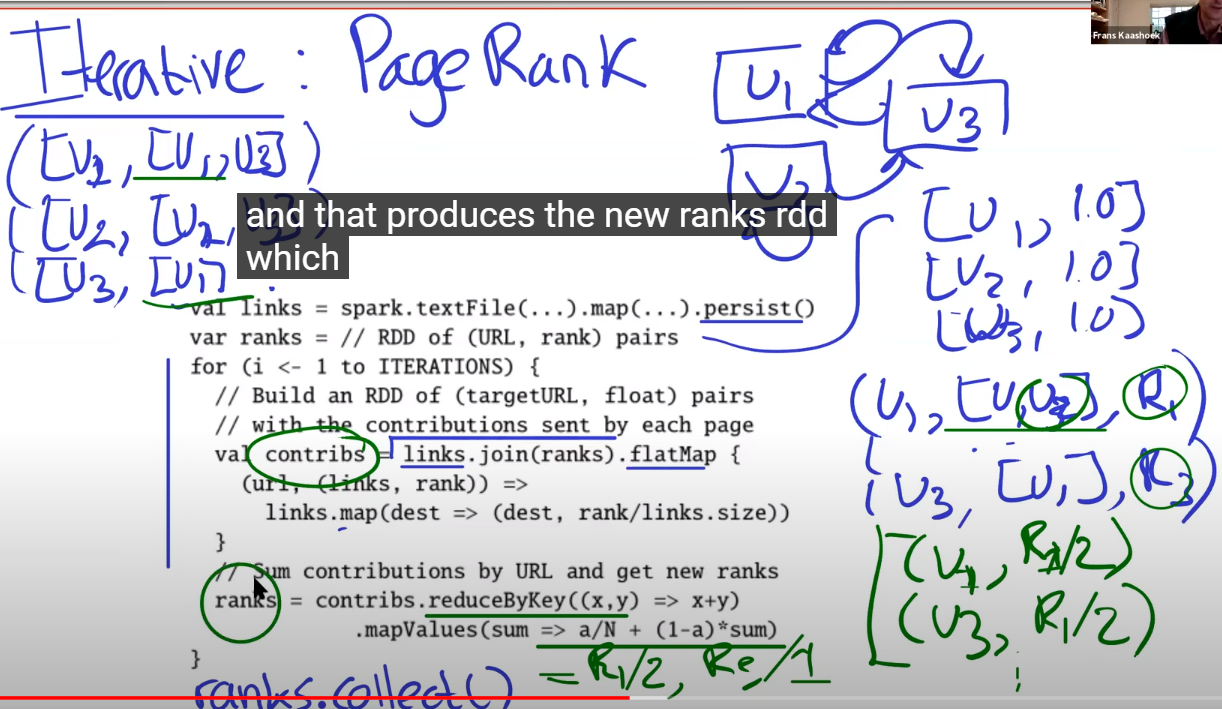 Iterative : PageRank
Frans Kaashoek
U1
U3
U2
([U1, [U1, U3])
([U2, [U2, U3])
([U3, [U1]
and that produces the new ranks rdd
which
[U1, 1.0]
[U2, 1.0]
[U3, 1.0)
val links = spark.textFile(...).map(...).persist()
var ranks = // RDD of (URL, rank) pairs
for (i <- 1 to ITERATIONS) {
// Build an RDD of (targetURL, float) pairs
// with the contributions sent by each page
val contribs = links.join(ranks).flatMap {
(url, (links, rank)) =>
links.map(dest => (dest, rank/links.size))
}
// Sum contributions by URL and get new ranks
ranks = contribs.reduceByKey((x,y) => x+y)
.mapValues(sum => a/N + (1-a)*sum)
}
ranks.collect()
(U1, [U1, U3], R1)
(U3, [U1], R3)
(U1, R1/2)
(U3, R1/2)
= R1/2, /1